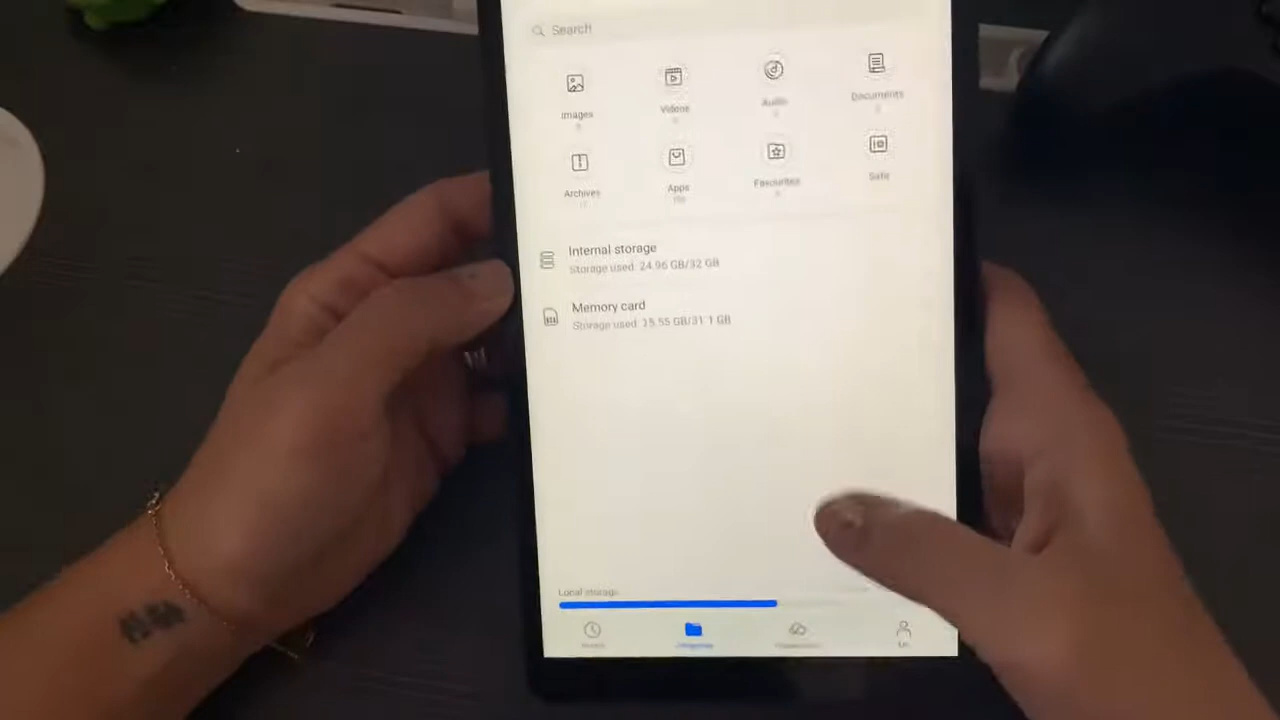 Search
Images
Videos
Audio
Documents
Archives
Apps
Favourites
Safe
Internal storage
Storage used: 24.96 GB/32 GB
Memory card
Storage used: 15.55 GB/31.1 GB
Local storage